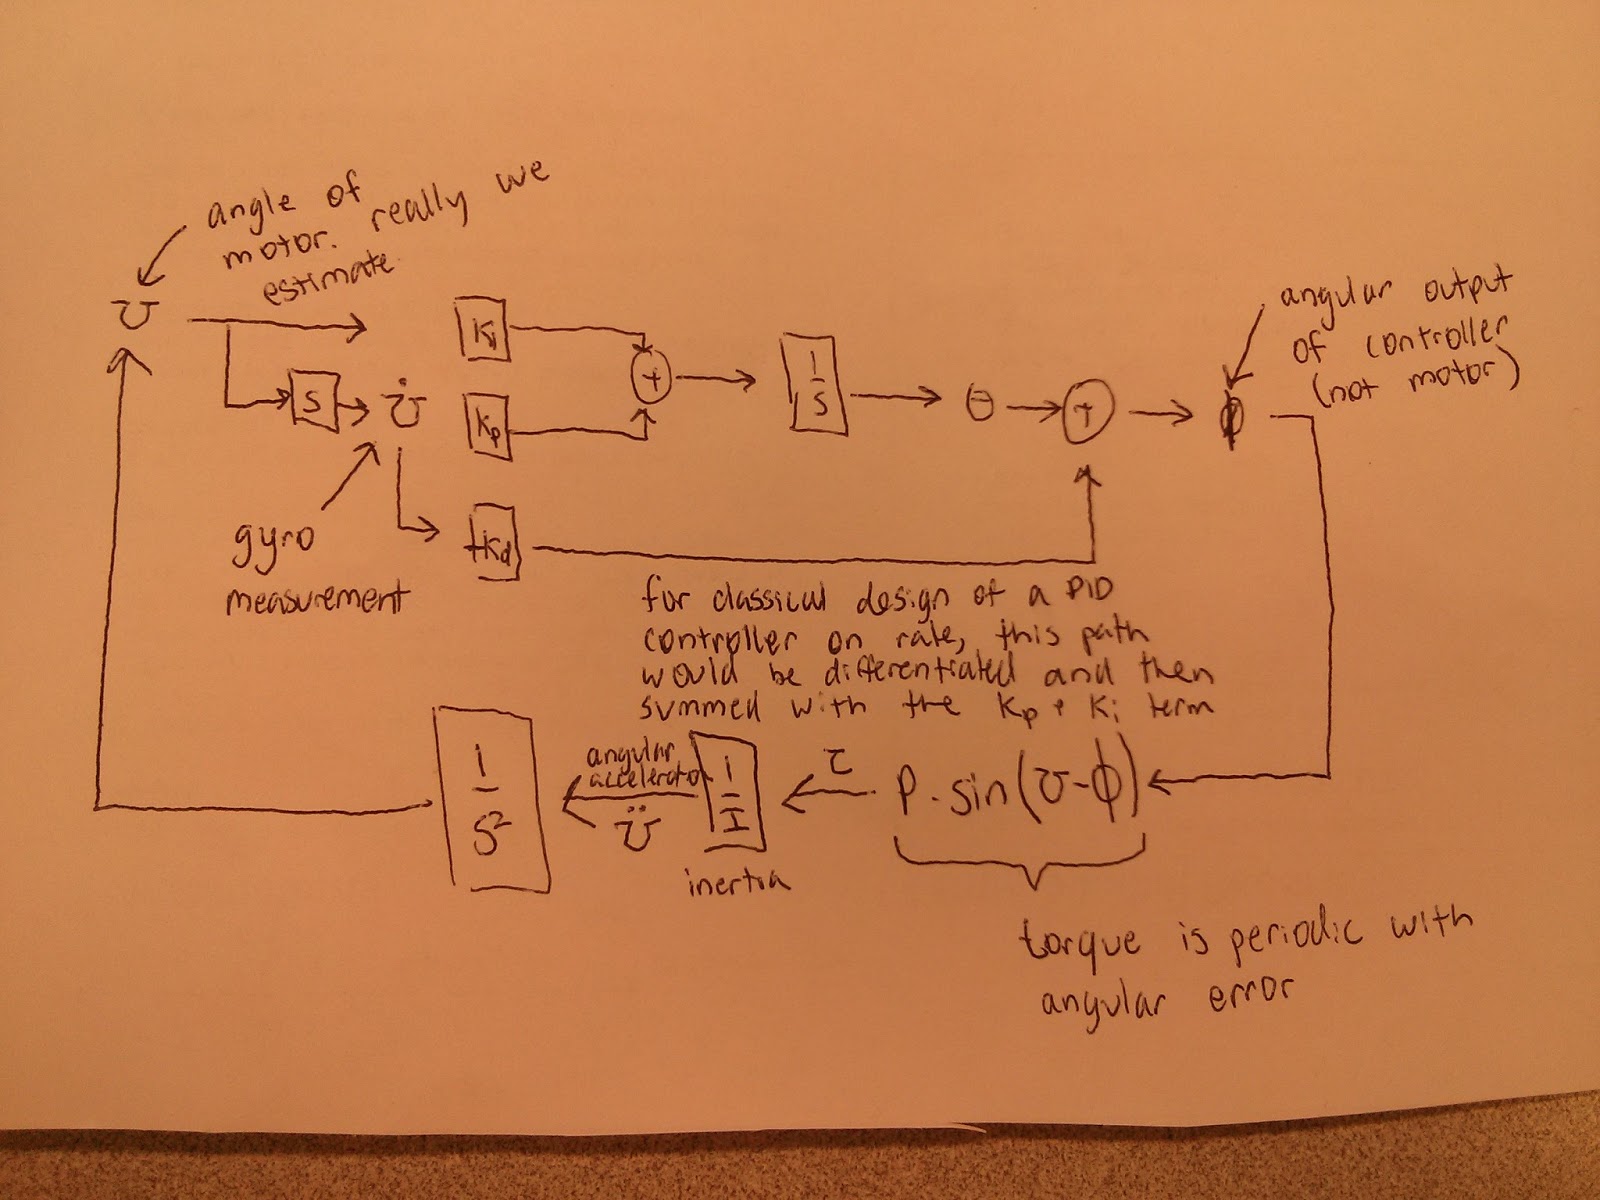 angle of
motor. really we
estimate
υ
Ki
1/s
θ
+
+
ϕ
angular output
of controller
(not motor)
s
υ̇
Kp
gyro
measurement
+Kd
for classical design of a PID
controller on rate, this path
would be differentiated and then
summed with the Kp + Ki term
1/s²
angular
acceleration
ϋ
1/I
inertia
τ
P·sin(υ-ϕ)
torque is periodic with
angular error